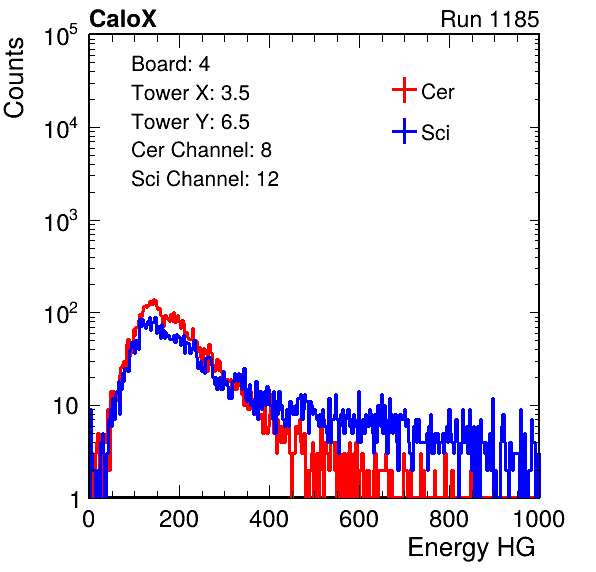 CaloX Run 1185
Counts
10^5
10^4
10^3
10^2
10
1
Board: 4
Tower X: 3.5
Tower Y: 6.5
Cer Channel: 8
Sci Channel: 12
Cer
Sci
0 200 400 600 800 1000
Energy HG